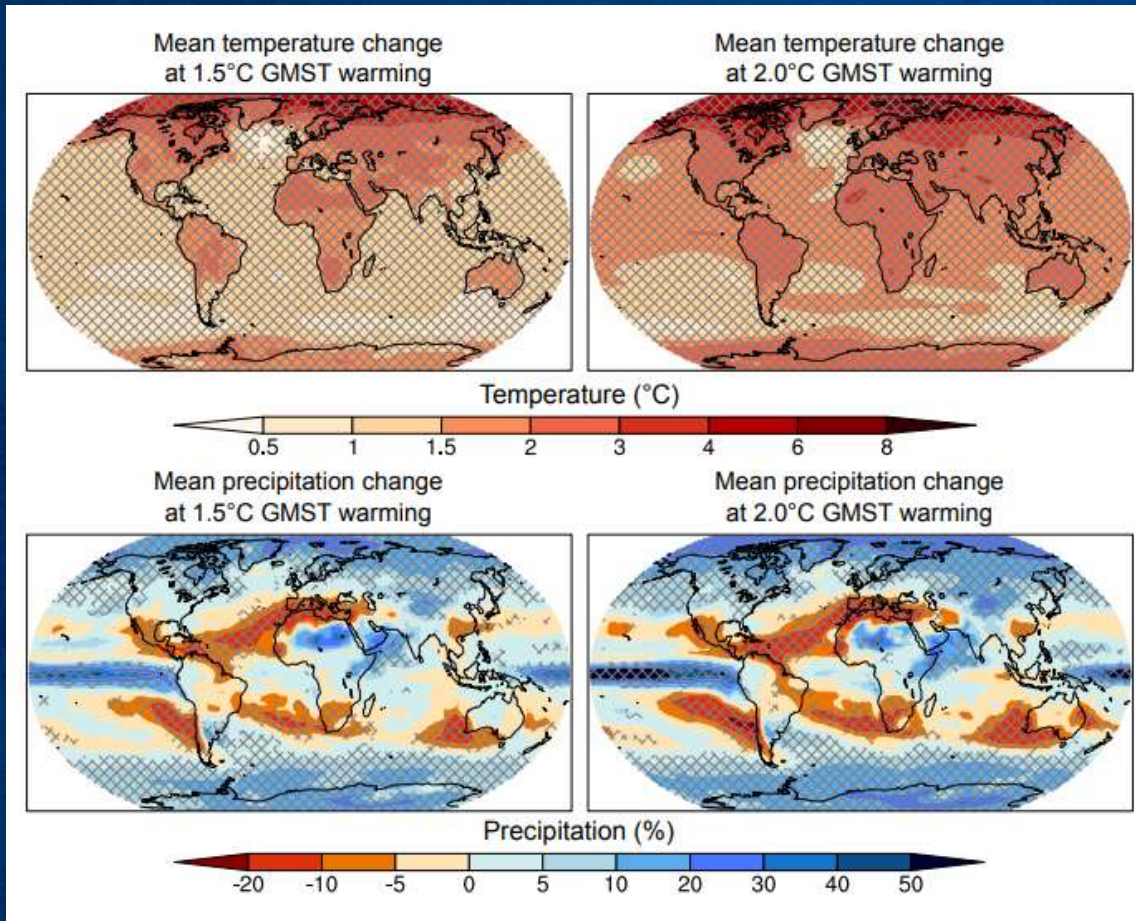 Mean temperature change
at 1.5°C GMST warming
Mean temperature change
at 2.0°C GMST warming
Temperature (°C)
0.5 1 1.5 2 3 4 6 8
Mean precipitation change
at 1.5°C GMST warming
Mean precipitation change
at 2.0°C GMST warming
Precipitation (%)
-20 -10 -5 0 5 10 20 30 40 50